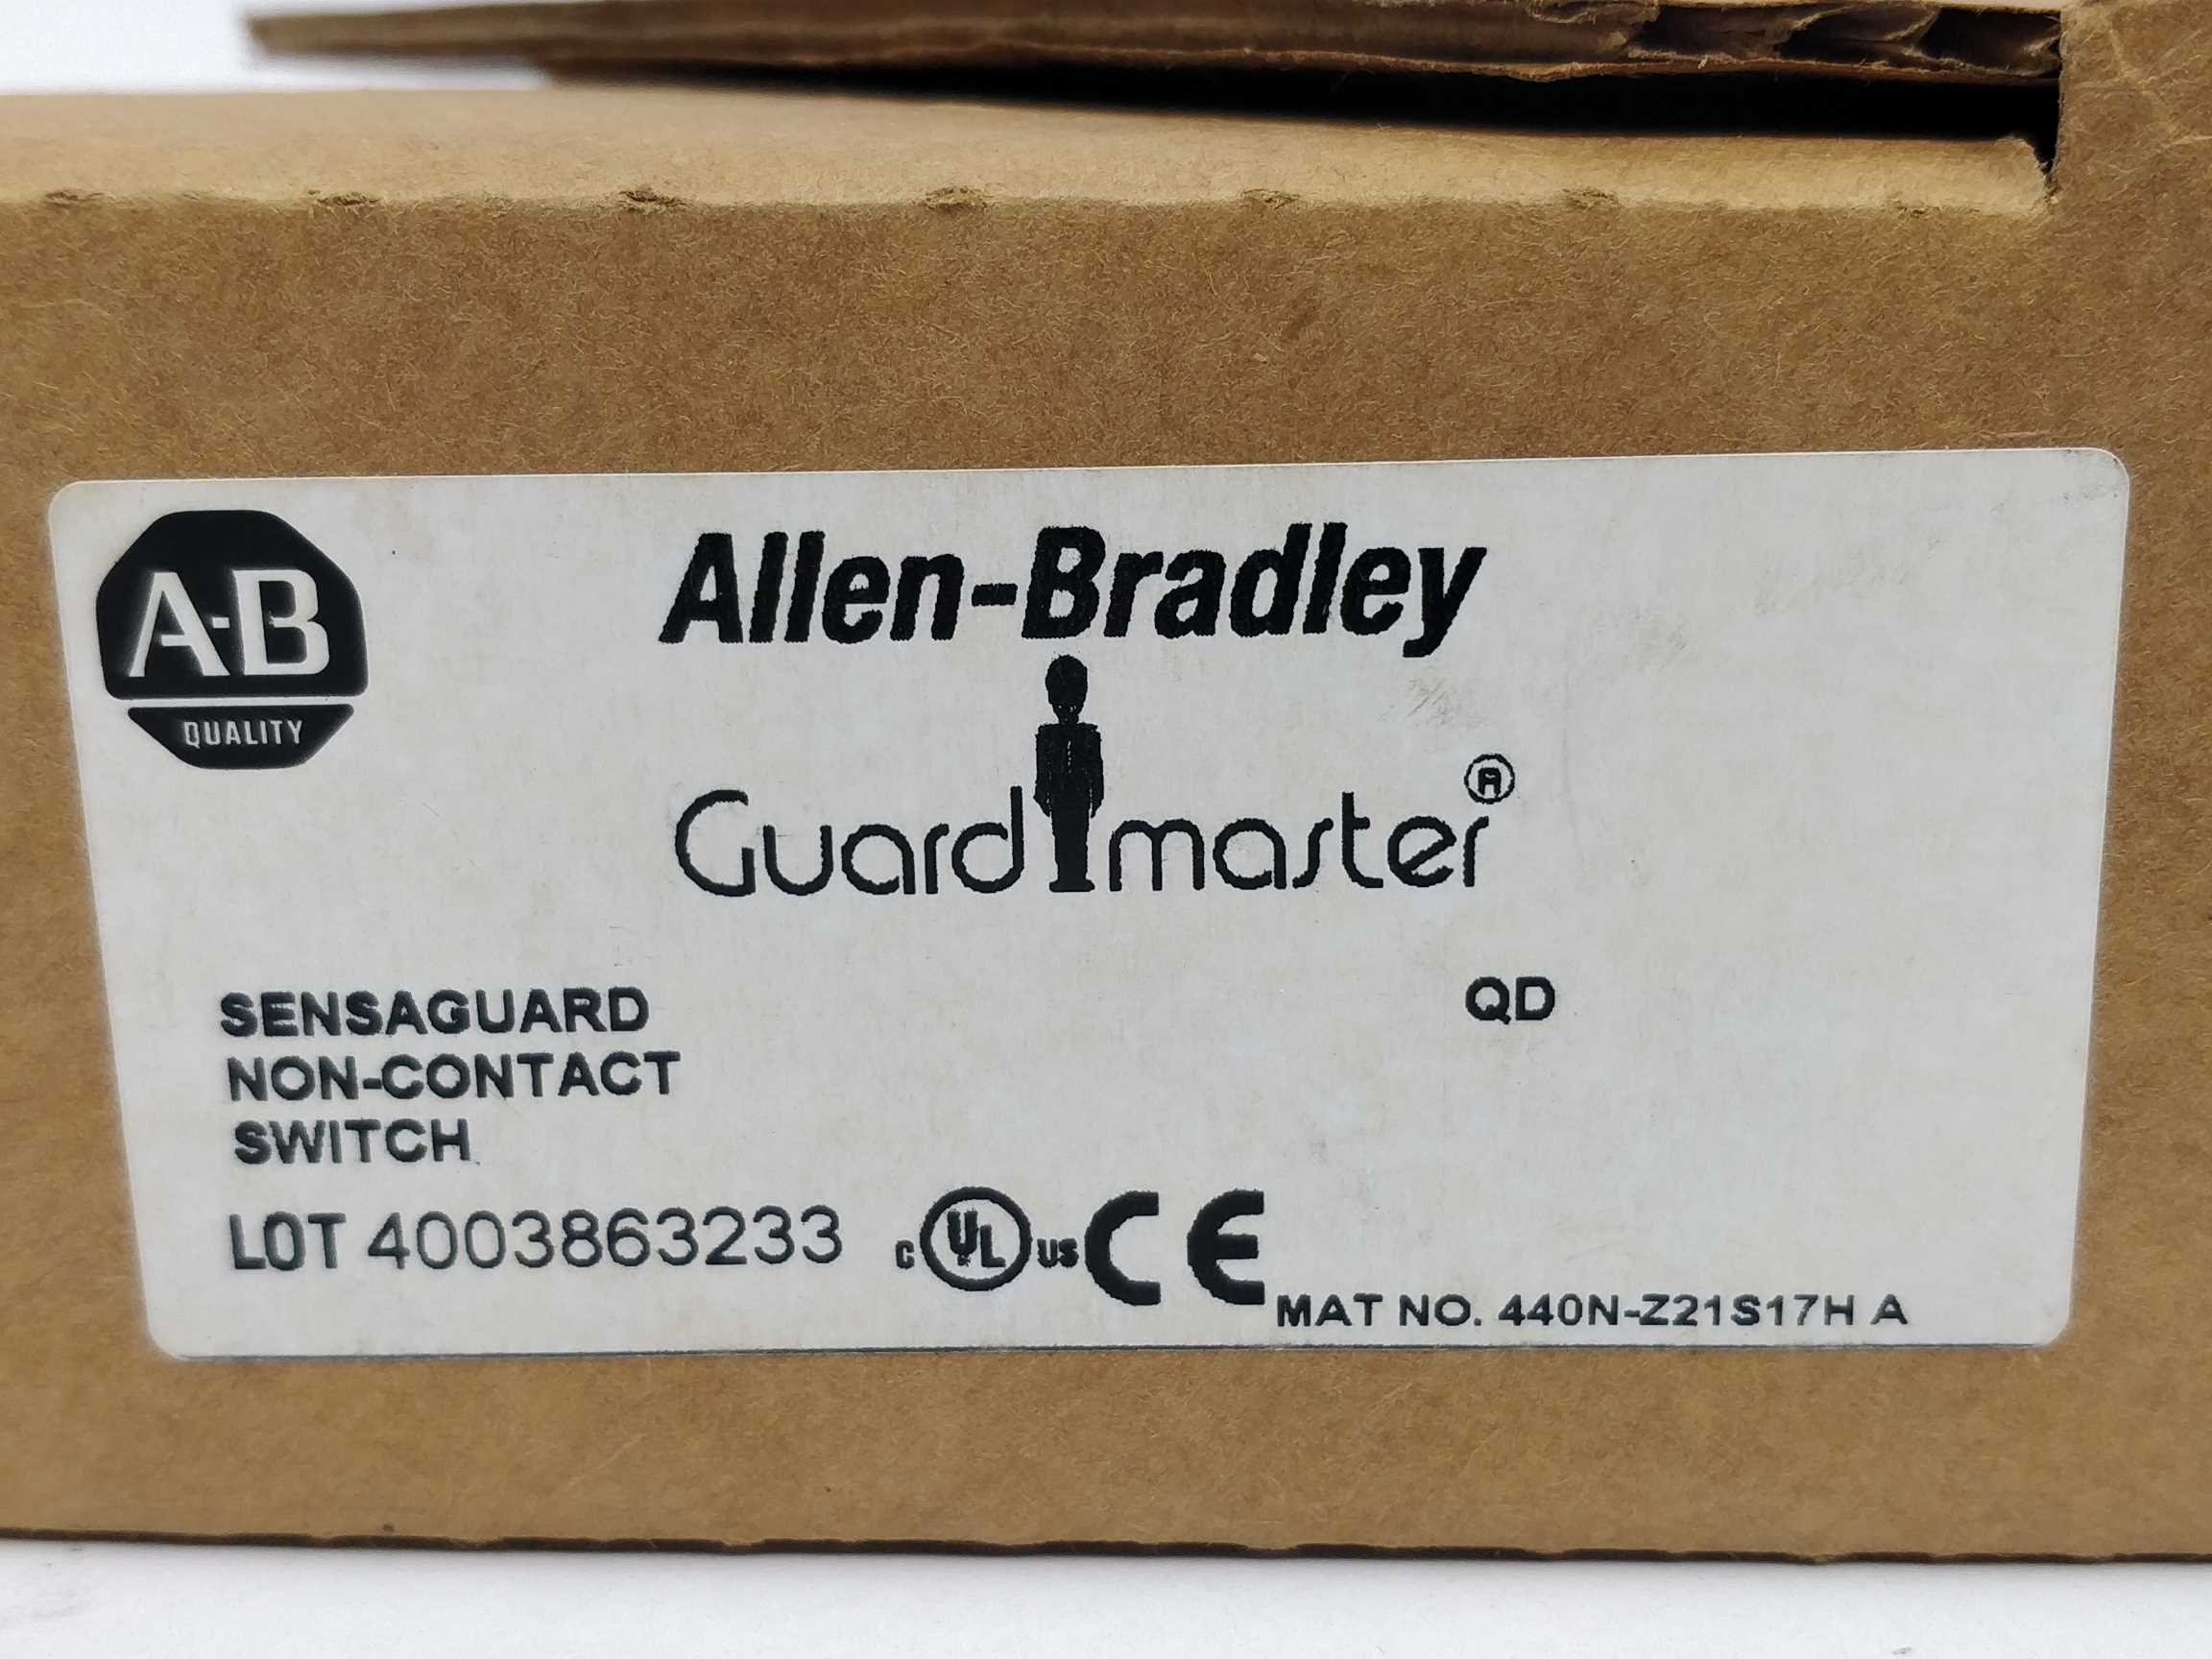 A-B
QUALITY
Allen-Bradley
Guardmaster®
SENSAGUARD
NON-CONTACT
SWITCH
QD
LOT 4003863233
c UL us CE
MAT NO. 440N-Z21S17H A